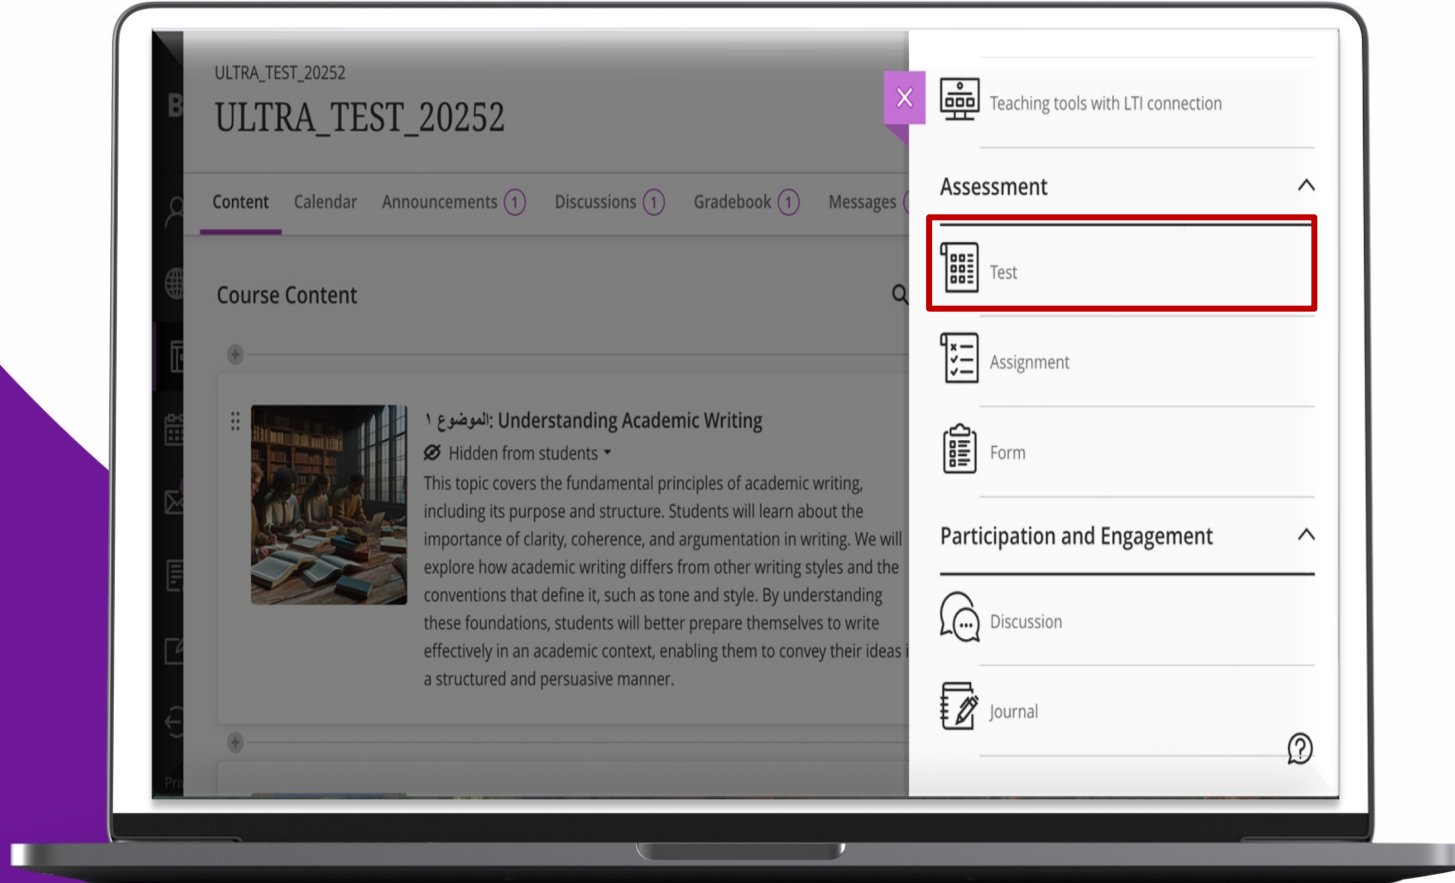 ULTRA_TEST_20252
ULTRA_TEST_20252
Content Calendar Announcements 1 Discussions 1 Gradebook 1 Messages
Course Content
الموضوع ١: Understanding Academic Writing
Hidden from students
This topic covers the fundamental principles of academic writing,
including its purpose and structure. Students will learn about the
importance of clarity, coherence, and argumentation in writing. We will
explore how academic writing differs from other writing styles and the
conventions that define it, such as tone and style. By understanding
these foundations, students will better prepare themselves to write
effectively in an academic context, enabling them to convey their ideas
a structured and persuasive manner.
Teaching tools with LTI connection
Assessment
Test
Assignment
Form
Participation and Engagement
Discussion
Journal